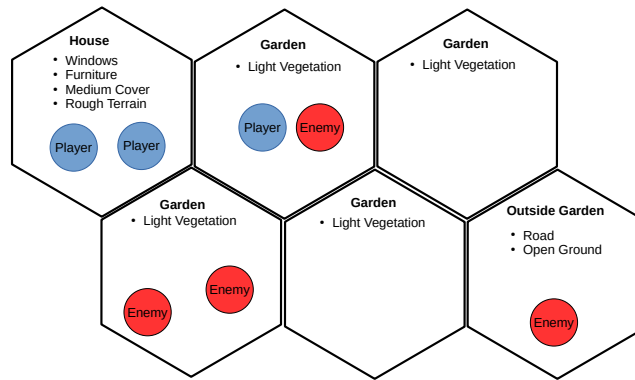 House
• Windows
• Furniture
• Medium Cover
• Rough Terrain
Player
Player
Garden
• Light Vegetation
Player
Enemy
Garden
• Light Vegetation
Garden
• Light Vegetation
Enemy
Enemy
Garden
• Light Vegetation
Outside Garden
• Road
• Open Ground
Enemy